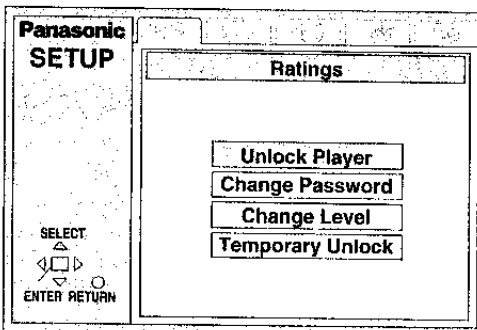 Panasonic
SETUP
Ratings
Unlock Player
Change Password
Change Level
Temporary Unlock
SELECT
ENTER RETURN